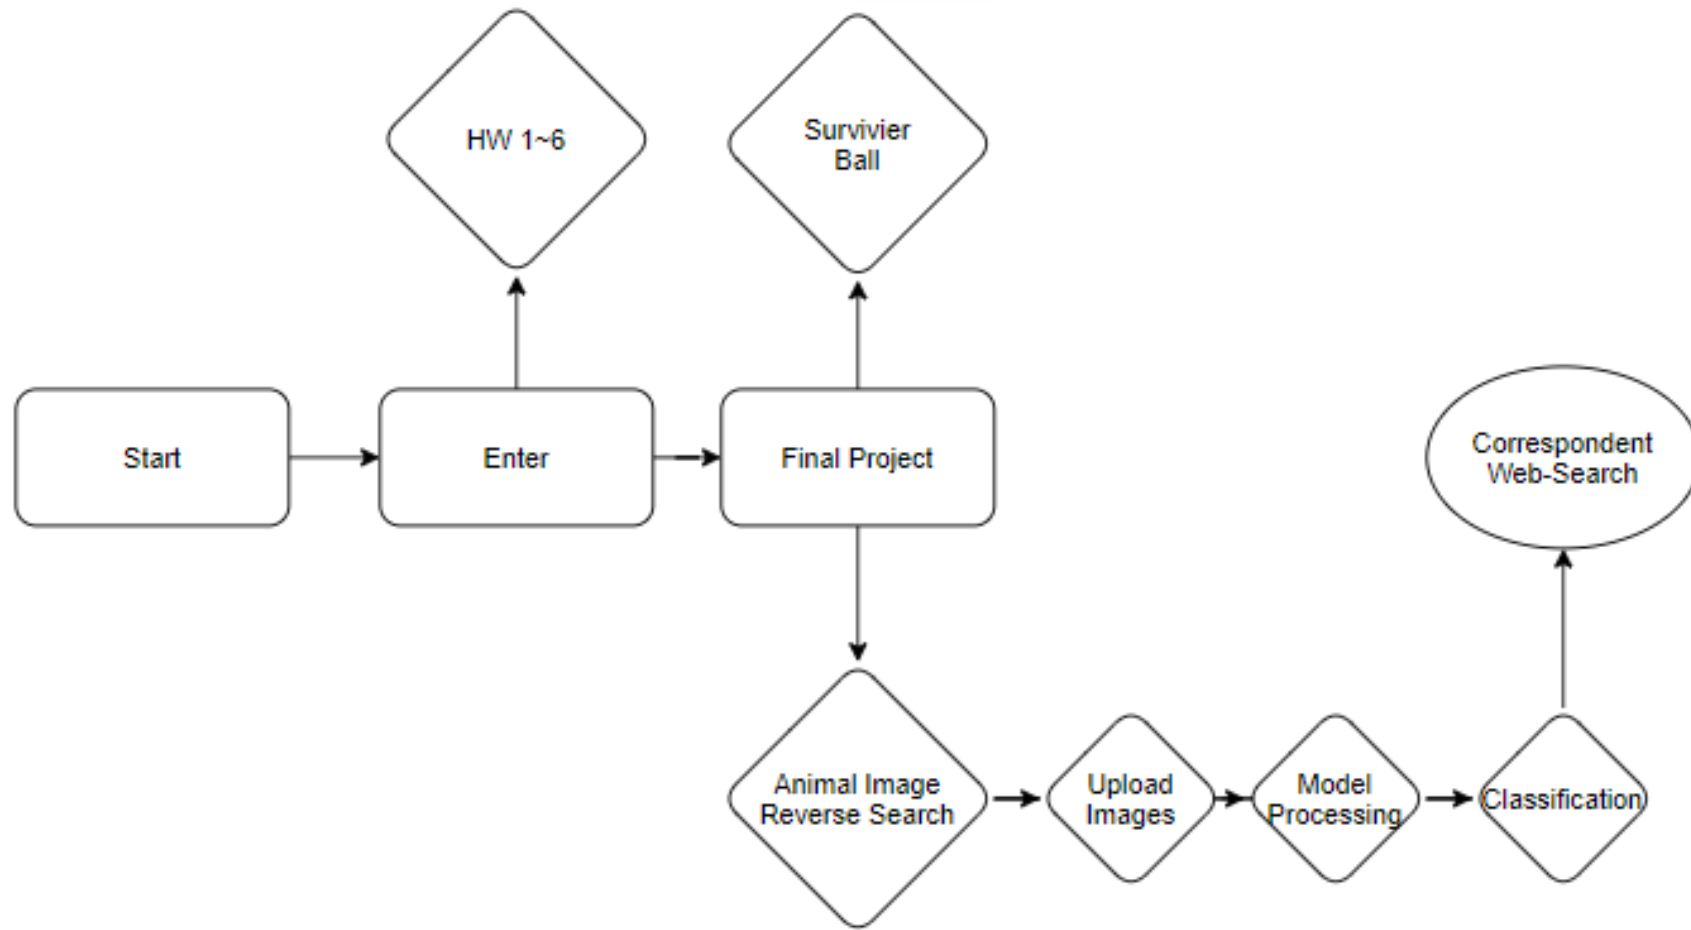 HW 1~6
Survivier
Ball
Start
Enter
Final Project
Correspondent
Web-Search
Animal Image
Reverse Search
Upload
Images
Model
Processing
Classification